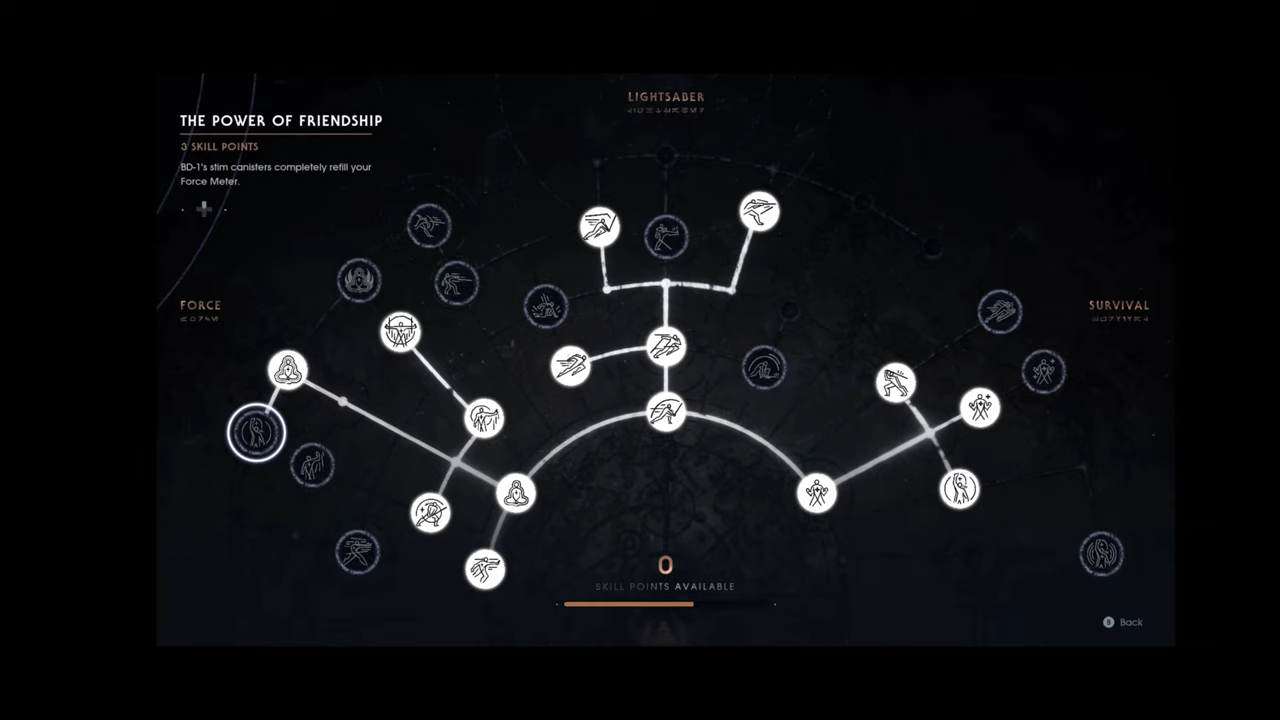 LIGHTSABER
THE POWER OF FRIENDSHIP
3 SKILL POINTS
BD-1's stim canisters completely refill your
Force Meter.
FORCE
SURVIVAL
0
SKILL POINTS AVAILABLE
B Back